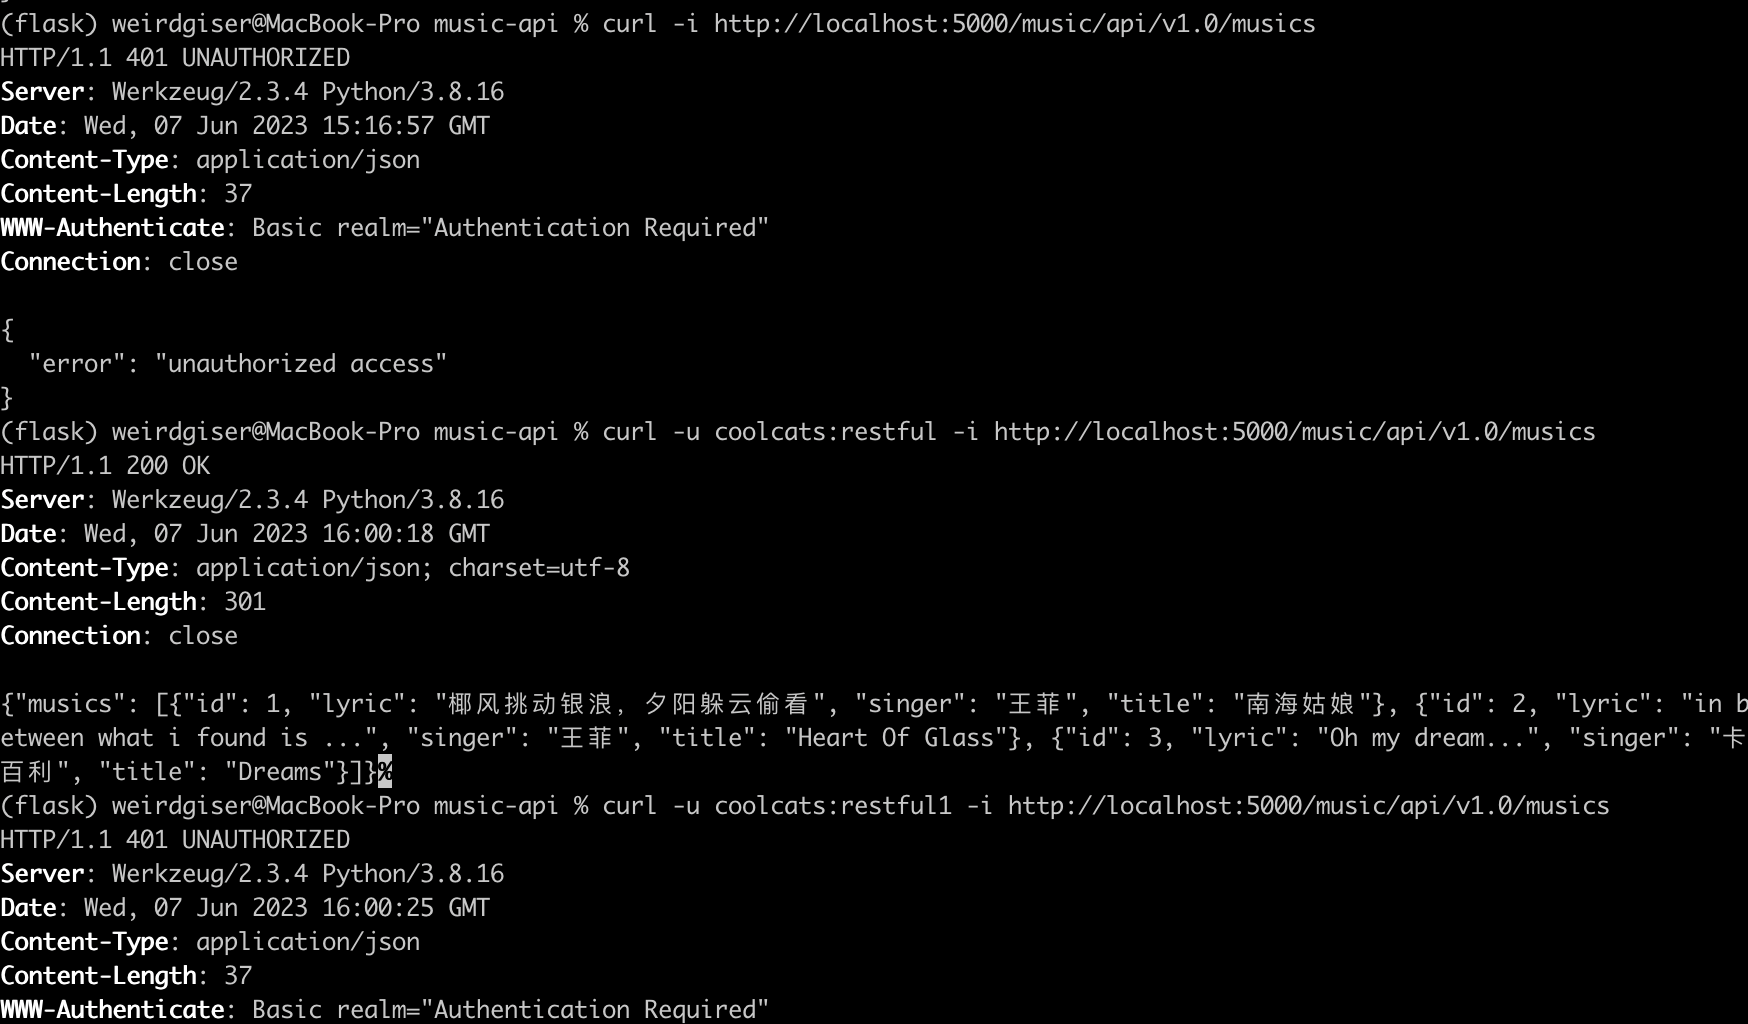 (flask) weirdgiser@MacBook-Pro music-api % curl -i http://localhost:5000/music/api/v1.0/musics
HTTP/1.1 401 UNAUTHORIZED
Server: Werkzeug/2.3.4 Python/3.8.16
Date: Wed, 07 Jun 2023 15:16:57 GMT
Content-Type: application/json
Content-Length: 37
WWW-Authenticate: Basic realm="Authentication Required"
Connection: close

{
  "error": "unauthorized access"
}
(flask) weirdgiser@MacBook-Pro music-api % curl -u coolcats:restful -i http://localhost:5000/music/api/v1.0/musics
HTTP/1.1 200 OK
Server: Werkzeug/2.3.4 Python/3.8.16
Date: Wed, 07 Jun 2023 16:00:18 GMT
Content-Type: application/json; charset=utf-8
Content-Length: 301
Connection: close

{"musics": [{"id": 1, "lyric": "椰风挑动银浪，夕阳躲云偷看", "singer": "王菲", "title": "南海姑娘"}, {"id": 2, "lyric": "in b
etween what i found is ...", "singer": "王菲", "title": "Heart Of Glass"}, {"id": 3, "lyric": "Oh my dream...", "singer": "卡
百利", "title": "Dreams"}]}%
(flask) weirdgiser@MacBook-Pro music-api % curl -u coolcats:restful1 -i http://localhost:5000/music/api/v1.0/musics
HTTP/1.1 401 UNAUTHORIZED
Server: Werkzeug/2.3.4 Python/3.8.16
Date: Wed, 07 Jun 2023 16:00:25 GMT
Content-Type: application/json
Content-Length: 37
WWW-Authenticate: Basic realm="Authentication Required"